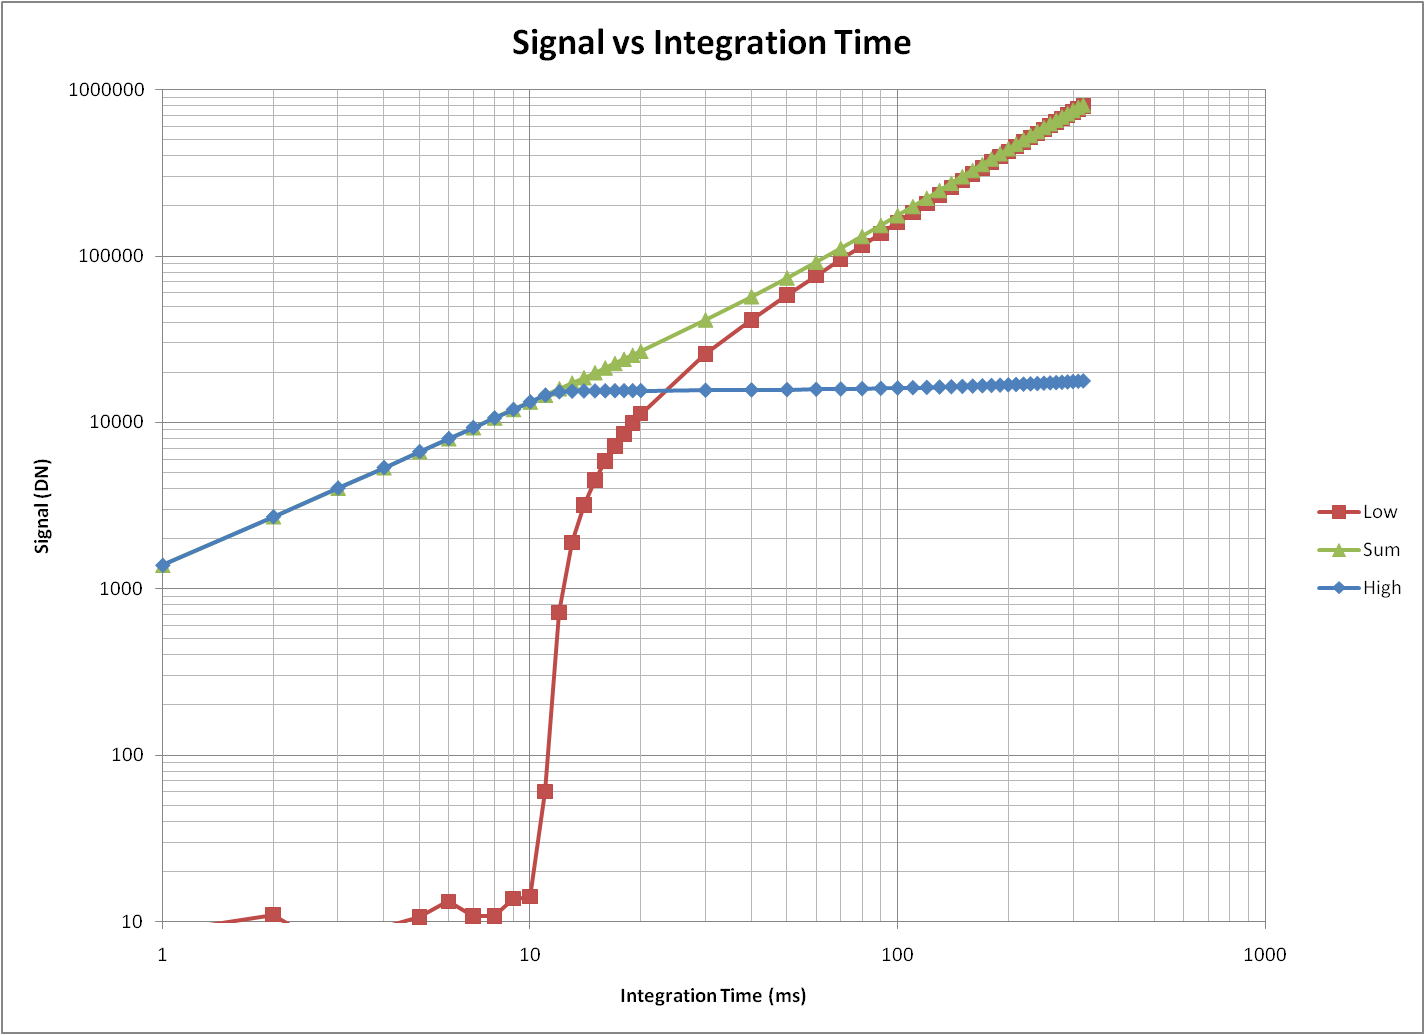 Signal vs Integration Time
1000000
100000
10000
1000
100
10
Signal (DN)
1
10
100
1000
Integration Time (ms)
Low
Sum
High